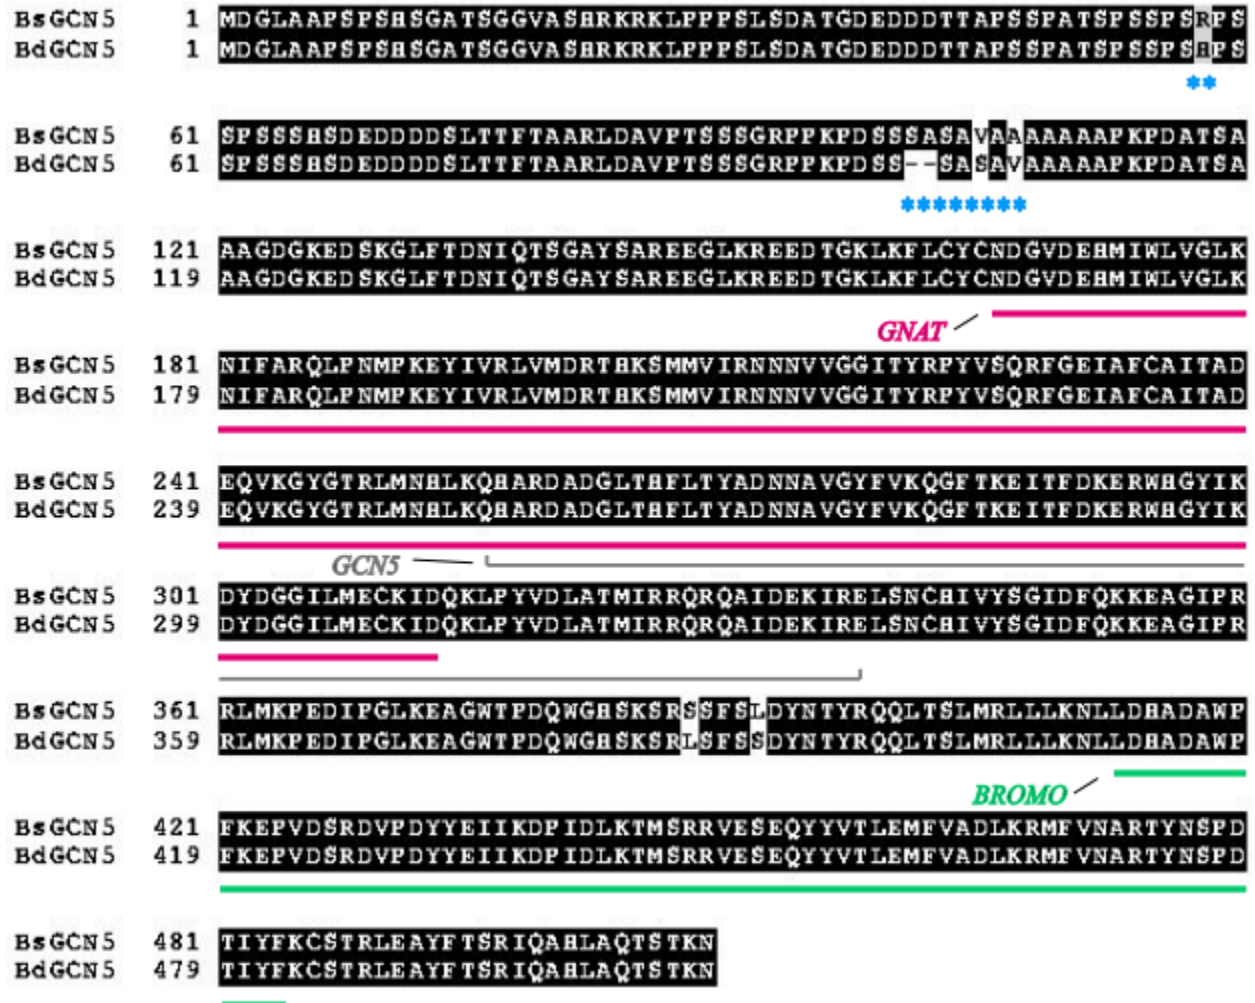 BsGCN5 1 MDGLAAPSPSHSGATSGGVASHRKRKLPPPSLSDATGDEDDDTTAPSSPATSPSSPSRPS
BdGCN5 1 MDGLAAPSPSHSGATSGGVASHRKRKLPPPSLSDATGDEDDDTTAPSSPATSPSSPSHPS
**
BsGCN5 61 SPSSSHSDEDDDDSLTTFTAARLDAVPTSSSGRPPKPDSSSASAVAAAAAAAPKPDATSA
BdGCN5 61 SPSSSHSDEDDDDSLTTFTAARLDAVPTSSSGRPPKPDSS--SASAVAAAAAPKPDATSA
********
BsGCN5 121 AAGDGKEDSKGLFTDNIQTSGAYSAREEGLKREEDTGKLKFLCYCNDGVDEHMIWLVGLK
BdGCN5 119 AAGDGKEDSKGLFTDNIQTSGAYSAREEGLKREEDTGKLKFLCYCNDGVDEHMIWLVGLK
GNAT
BsGCN5 181 NIFARQLPNMPKEYIVRLVMDRTHKSMMVIRNNNVVGGITYRPYVSQRFGEIAFCAITAD
BdGCN5 179 NIFARQLPNMPKEYIVRLVMDRTHKSMMVIRNNNVVGGITYRPYVSQRFGEIAFCAITAD
BsGCN5 241 EQVKGYGTRLMNHLKQHARDADGLTHFLTYADNNAVGYFVKQGFTKEITFDKERWHGYIK
BdGCN5 239 EQVKGYGTRLMNHLKQHARDADGLTHFLTYADNNAVGYFVKQGFTKEITFDKERWHGYIK
GCN5
BsGCN5 301 DYDGGILMECKIDQKLPYVDLATMIRRQRQAIDEKIRELSNCHIVYSGIDFQKKEAGIPR
BdGCN5 299 DYDGGILMECKIDQKLPYVDLATMIRRQRQAIDEKIRELSNCHIVYSGIDFQKKEAGIPR
BsGCN5 361 RLMKPEDIPGLKEAGWTPDQWGHSKSRSSFSLDYNTYRQQLTSLMRLLLKNLLDHADAWP
BdGCN5 359 RLMKPEDIPGLKEAGWTPDQWGHSKSRLSFSSDYNTYRQQLTSLMRLLLKNLLDHADAWP
BROMO
BsGCN5 421 FKEPVDSRDVPDYYEIIKDPIDLKTMSRRVESEQYYVTLEMFVADLKRMFVNARTYNSPD
BdGCN5 419 FKEPVDSRDVPDYYEIIKDPIDLKTMSRRVESEQYYVTLEMFVADLKRMFVNARTYNSPD
BsGCN5 481 TIYFKCSTRLEAYFTSRIQAHLAQTSTKN
BdGCN5 479 TIYFKCSTRLEAYFTSRIQAHLAQTSTKN